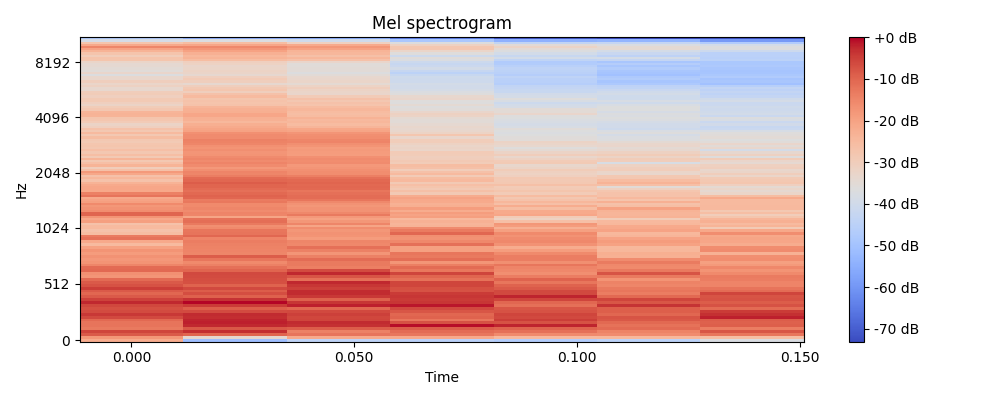 Mel spectrogram
Hz
8192
4096
2048
1024
512
0
0.000 0.050 0.100 0.150
Time
+0 dB
-10 dB
-20 dB
-30 dB
-40 dB
-50 dB
-60 dB
-70 dB